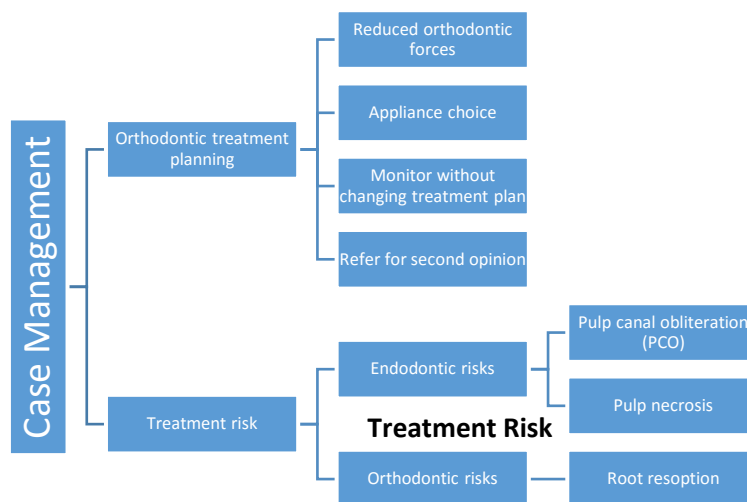 Case Management
Orthodontic treatment
planning
Reduced orthodontic
forces
Appliance choice
Monitor without
changing treatment plan
Refer for second opinion
Treatment risk
Endodontic risks
Pulp canal obliteration
(PCO)
Pulp necrosis
Treatment Risk
Orthodontic risks
Root resoption